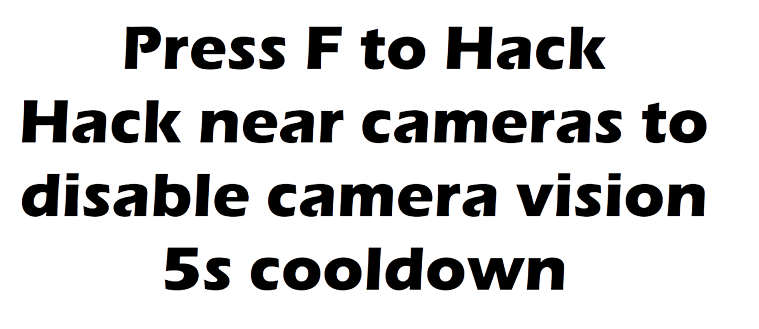 Press F to Hack
Hack near cameras to
disable camera vision
5s cooldown